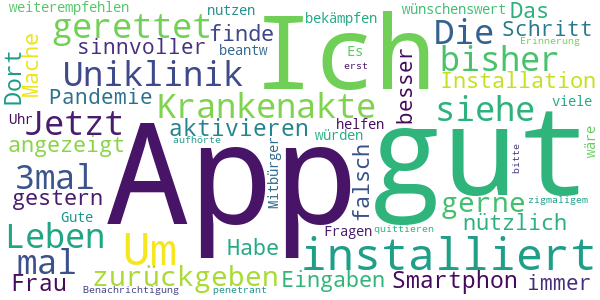 weiterempfehlen
nutzen
wünschenswert
Das
gerettet
bekämpfen
Die
Schritt
Ich
finde
Erinnerung
sinnvoller
beantw
Es
bisher
Dort
Mache
Uniklinik
erst
besser
Installation
Pandemie
Krankenakte
siehe
viele
Uhr
Jetzt
aktivieren
helfen
App
gut
angezeigt
aufhörte
würden
bitte
wäre
3mal
gestern
Mitbürger
falsch
gerne
zigmaligem
Gute
Fragen
nützlich
Leben
Um
Habe
quittieren
installiert
mal
zurückgeben
Eingaben
Smartphon
immer
Frau
Benachrichtigung
penetrant